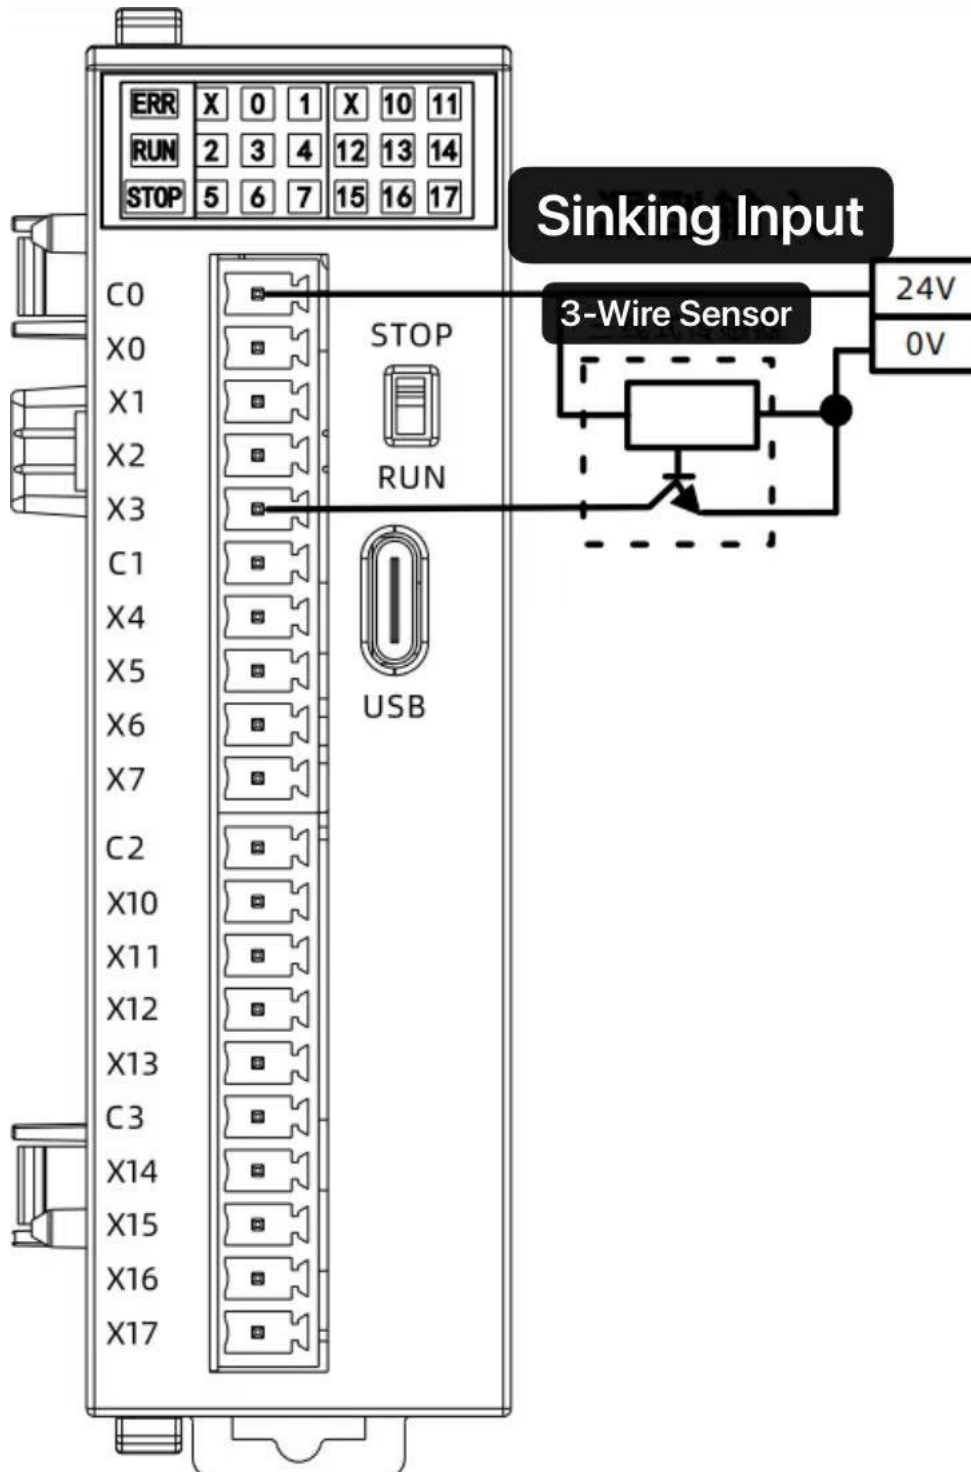 ERR X 0 1 X 10 11
RUN 2 3 4 12 13 14
STOP 5 6 7 15 16 17
Sinking Input
24V
0V
3-Wire Sensor
STOP
RUN
USB
C0
X0
X1
X2
X3
C1
X4
X5
X6
X7
C2
X10
X11
X12
X13
C3
X14
X15
X16
X17